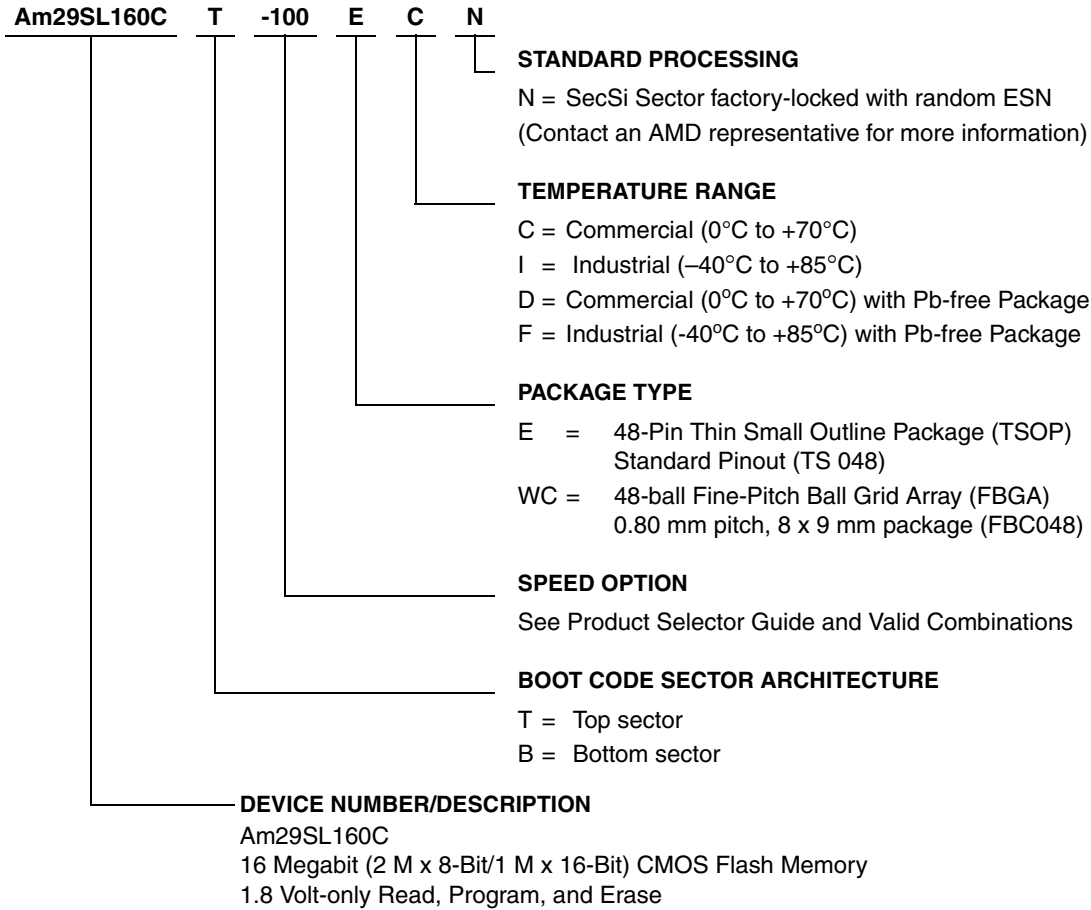 Am29SL160C T -100 E C N
STANDARD PROCESSING
N = SecSi Sector factory-locked with random ESN
(Contact an AMD representative for more information)
TEMPERATURE RANGE
C = Commercial (0°C to +70°C)
I = Industrial (–40°C to +85°C)
D = Commercial (0ºC to +70ºC) with Pb-free Package
F = Industrial (-40ºC to +85ºC) with Pb-free Package
PACKAGE TYPE
E = 48-Pin Thin Small Outline Package (TSOP)
Standard Pinout (TS 048)
WC = 48-ball Fine-Pitch Ball Grid Array (FBGA)
0.80 mm pitch, 8 x 9 mm package (FBC048)
SPEED OPTION
See Product Selector Guide and Valid Combinations
BOOT CODE SECTOR ARCHITECTURE
T = Top sector
B = Bottom sector
DEVICE NUMBER/DESCRIPTION
Am29SL160C
16 Megabit (2 M x 8-Bit/1 M x 16-Bit) CMOS Flash Memory
1.8 Volt-only Read, Program, and Erase